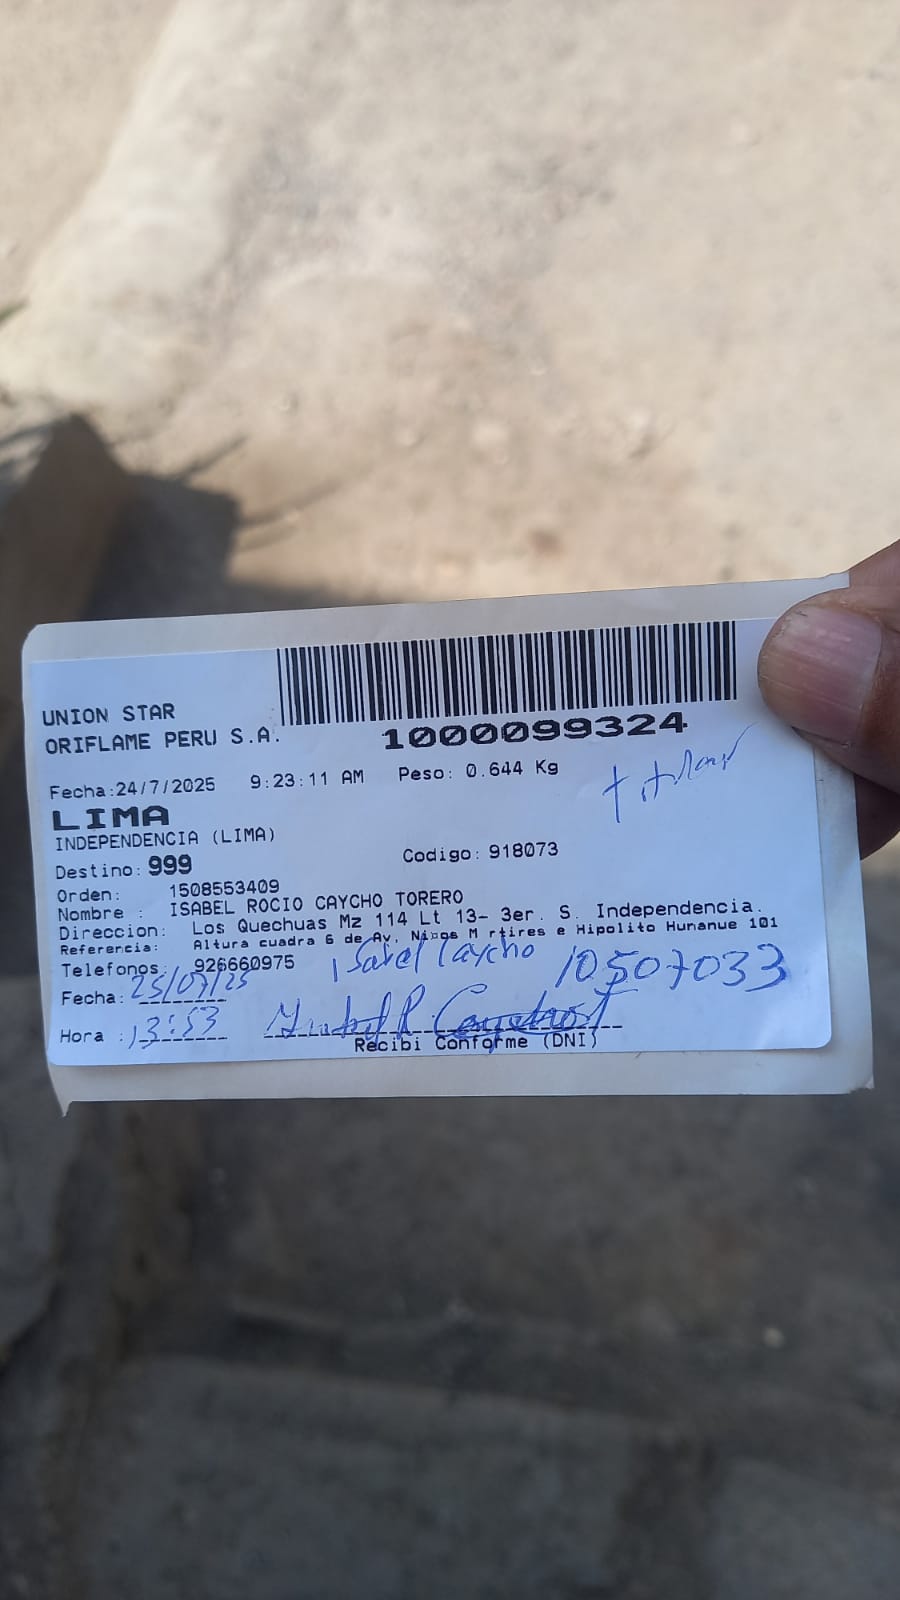 UNION STAR
ORIFLAME PERU S.A.
1000099324
Fecha:24/7/2025 9:23:11 AM Peso: 0.644 Kg
LIMA
INDEPENDENCIA (LIMA)
Destino: 999 Codigo: 918073
Orden: 1508553409
Nombre : ISABEL ROCIO CAYCHO TORERO
Direccion: Los Quechuas Mz 114 Lt 13- 3er. S. Independencia.
Referencia: Altura cuadra 6 de Av. Ninos M rtires e Hipolito Hunanue 101
Telefonos: 926660975
Isabel Caycho 10507033
Fecha: 25/07/25
Hora : 13:53
Recibi Conforme (DNI)